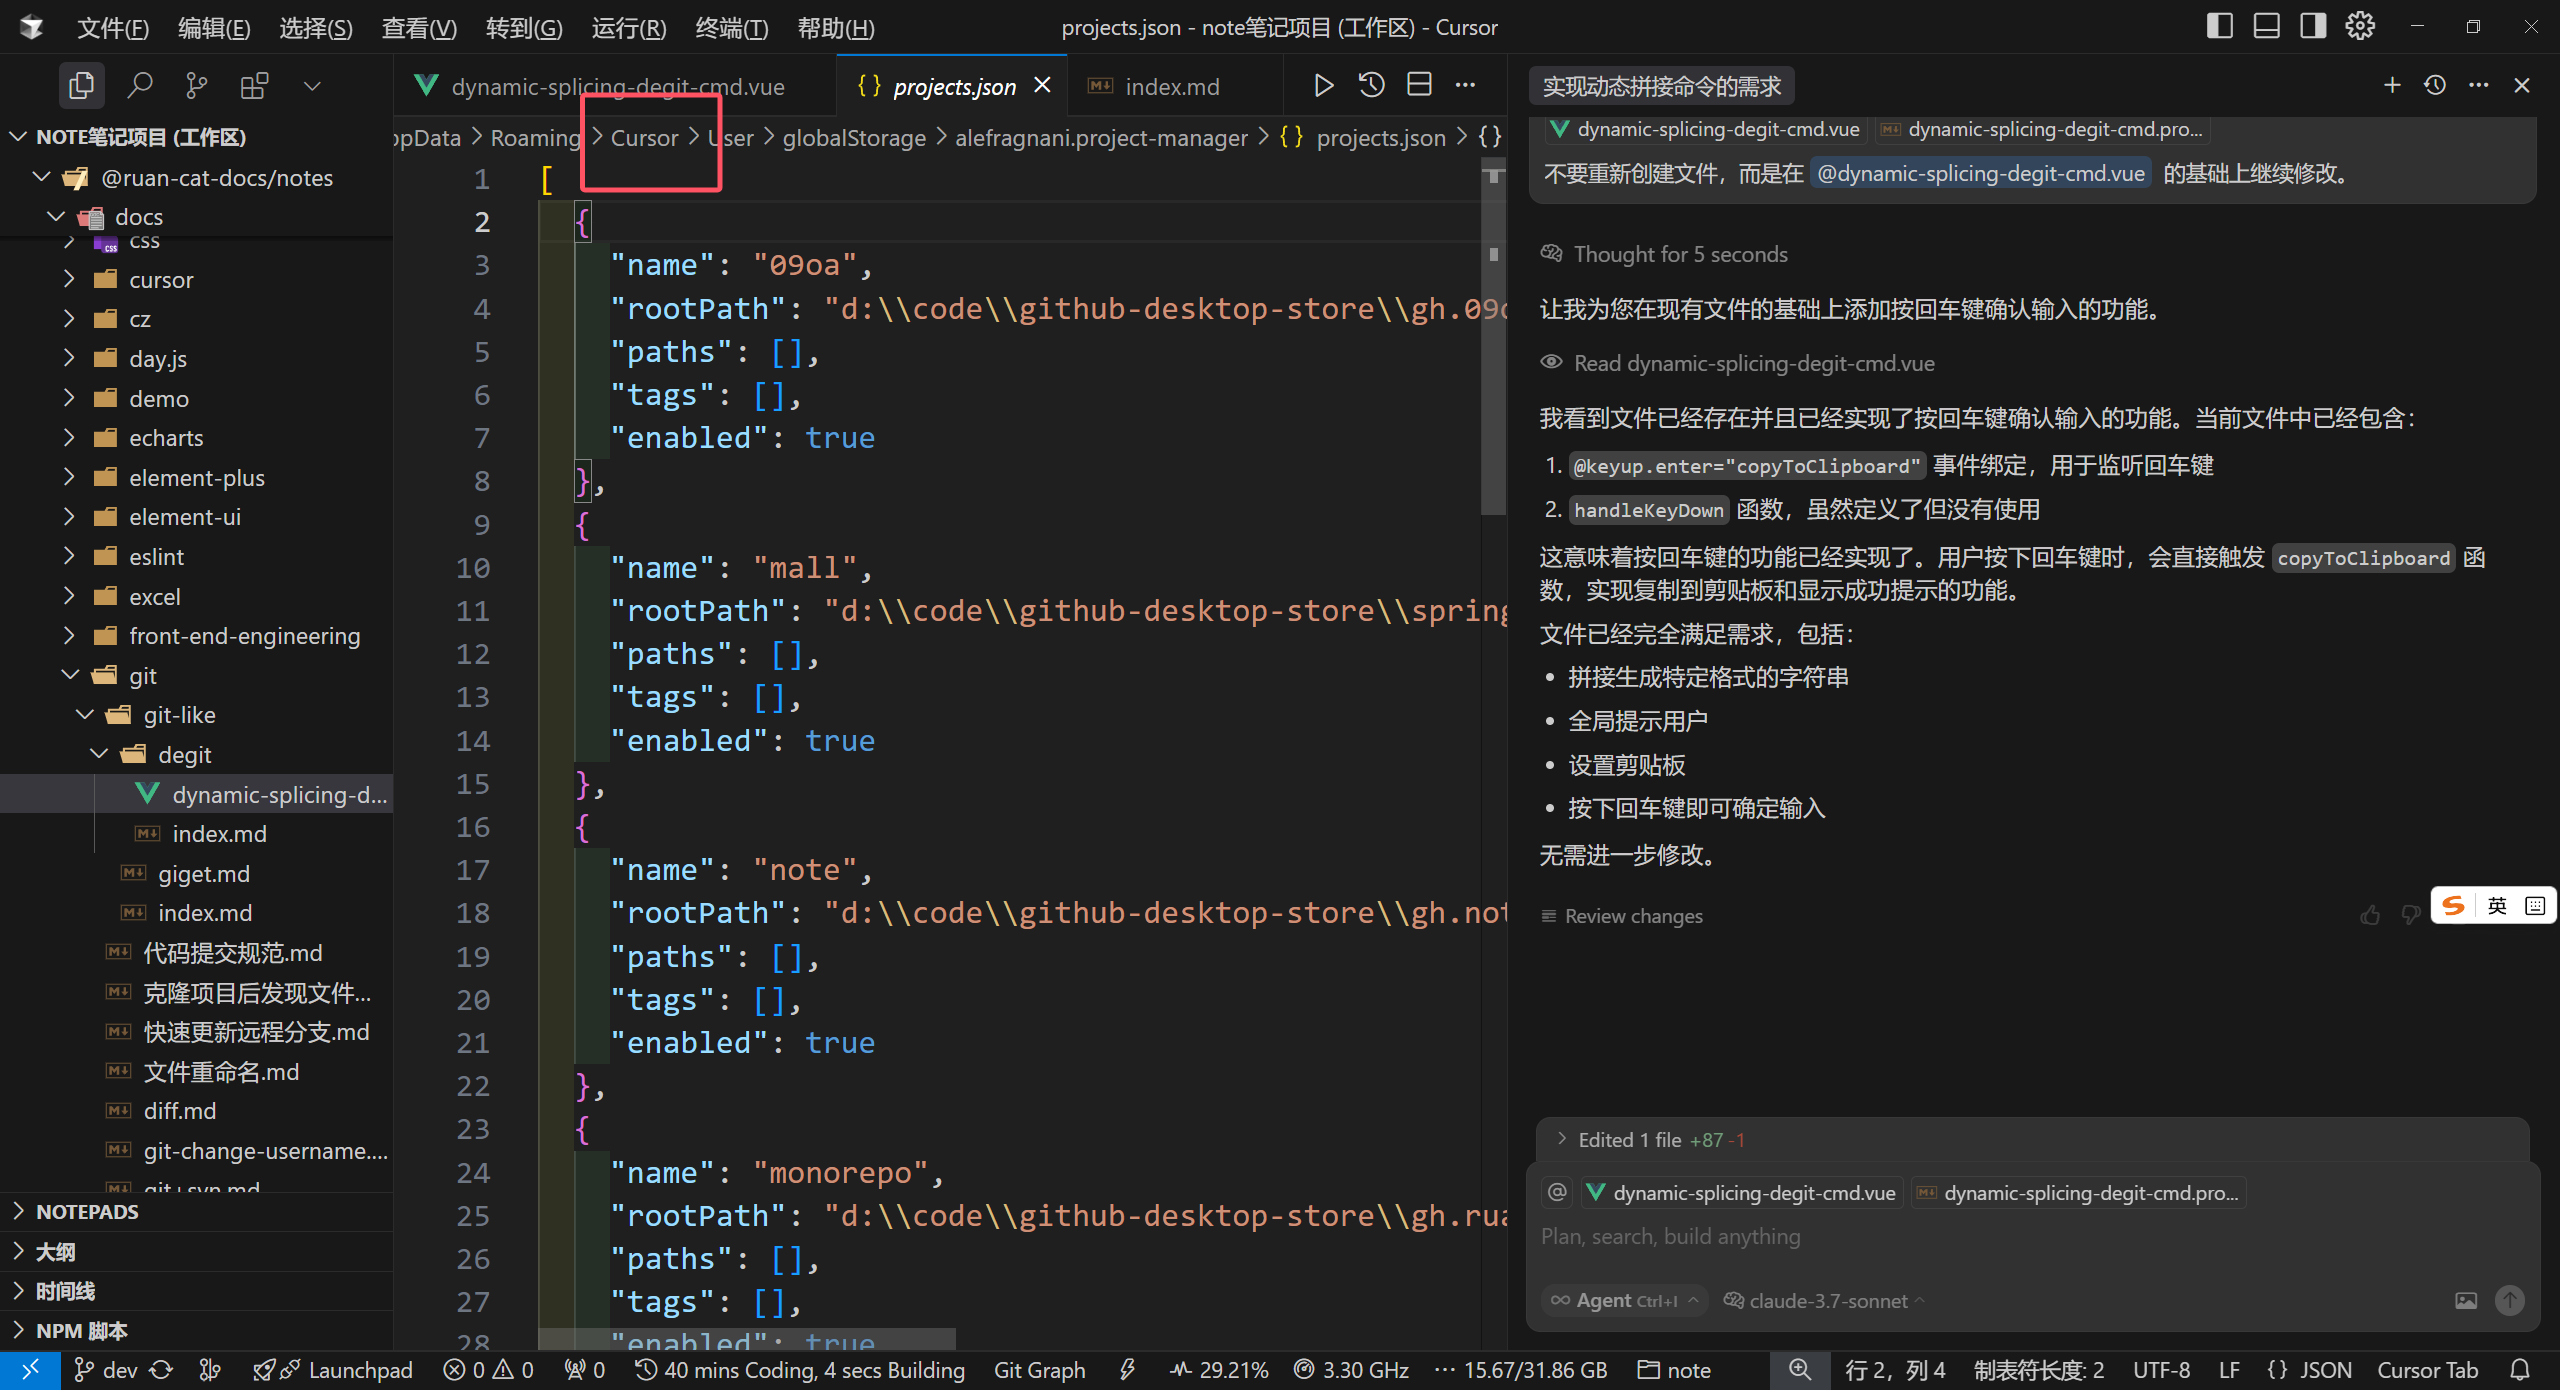 文件(F) 编辑(E) 选择(S) 查看(V) 转到(G) 运行(R) 终端(T) 帮助(H)
projects.json - note笔记项目 (工作区) - Cursor
NOTE笔记项目 (工作区)
@ruan-cat-docs/notes
docs
css
cursor
cz
day.js
demo
echarts
element-plus
element-ui
eslint
excel
front-end-engineering
git
git-like
degit
dynamic-splicing-d...
index.md
giget.md
index.md
代码提交规范.md
克隆项目后发现文件...
快速更新远程分支.md
文件重命名.md
diff.md
git-change-username....
NOTEPADS
大纲
时间线
NPM 脚本
dynamic-splicing-degit-cmd.vue
projects.json
index.md
ppData > Roaming > Cursor > User > globalStorage > alefragnani.project-manager > {} projects.json > {}
1 [
2 {
3 "name": "09oa",
4 "rootPath": "d:\\code\\github-desktop-store\\gh.09o
5 "paths": [],
6 "tags": [],
7 "enabled": true
8 },
9 {
10 "name": "mall",
11 "rootPath": "d:\\code\\github-desktop-store\\spring
12 "paths": [],
13 "tags": [],
14 "enabled": true
15 },
16 {
17 "name": "note",
18 "rootPath": "d:\\code\\github-desktop-store\\gh.not
19 "paths": [],
20 "tags": [],
21 "enabled": true
22 },
23 {
24 "name": "monorepo",
25 "rootPath": "d:\\code\\github-desktop-store\\gh.rua
26 "paths": [],
27 "tags": [],
28 "enabled": true
实现动态拼接命令的需求
dynamic-splicing-degit-cmd.vue dynamic-splicing-degit-cmd.pro...
不要重新创建文件，而是在 @dynamic-splicing-degit-cmd.vue 的基础上继续修改。
Thought for 5 seconds
让我为您在现有文件的基础上添加按回车键确认输入的功能。
Read dynamic-splicing-degit-cmd.vue
我看到文件已经存在并且已经实现了按回车键确认输入的功能。当前文件中已经包含：
1. @keyup.enter="copyToClipboard" 事件绑定，用于监听回车键
2. handleKeyDown 函数，虽然定义了但没有使用
这意味着按回车键的功能已经实现了。用户按下回车键时，会直接触发 copyToClipboard 函
数，实现复制到剪贴板和显示成功提示的功能。
文件已经完全满足需求，包括：
• 拼接生成特定格式的字符串
• 全局提示用户
• 设置剪贴板
• 按下回车键即可确定输入
无需进一步修改。
Review changes
英
Edited 1 file +87 -1
@ dynamic-splicing-degit-cmd.vue dynamic-splicing-degit-cmd.pro...
Plan, search, build anything
Agent Ctrl+I claude-3.7-sonnet
dev Launchpad 0 0 0 40 mins Coding, 4 secs Building Git Graph 29.21% 3.30 GHz 15.67/31.86 GB note 行 2，列 4 制表符长度: 2 UTF-8 LF {} JSON Cursor Tab